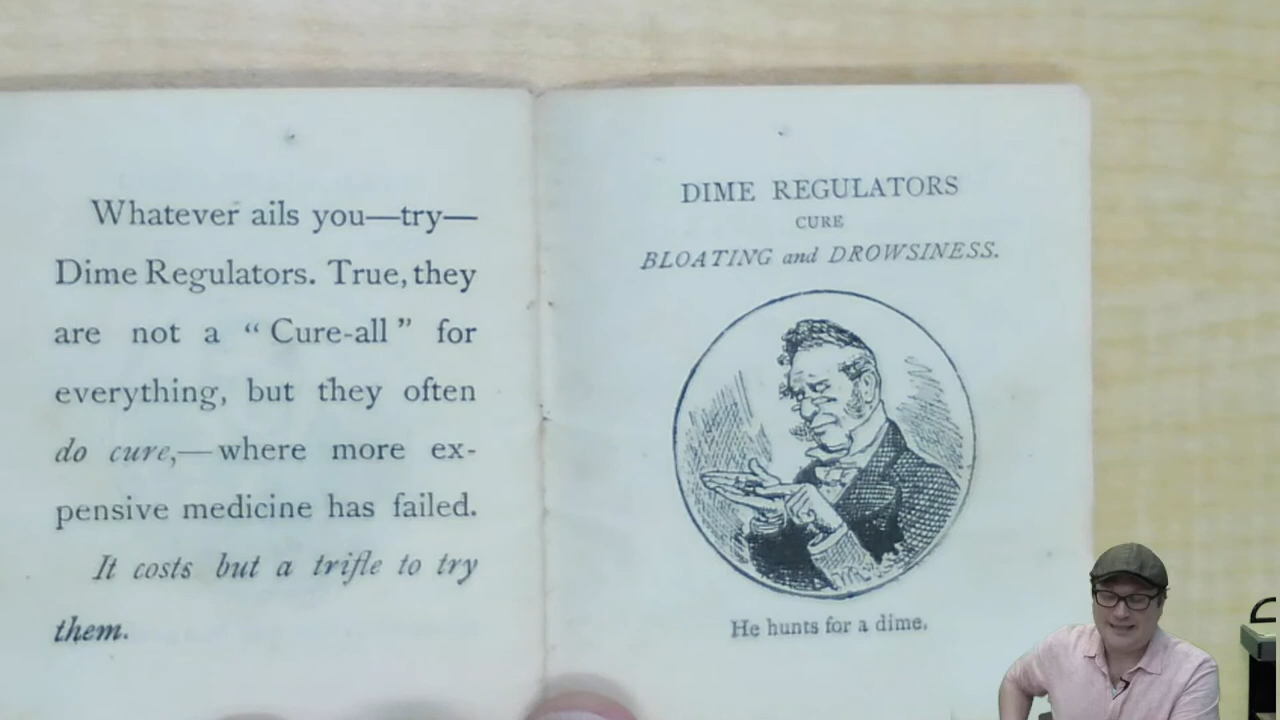 Whatever ails you—try—
Dime Regulators. True, they
are not a “Cure-all” for
everything, but they often
do cure,—where more ex-
pensive medicine has failed.
It costs but a trifle to try
them.
DIME REGULATORS
CURE
BLOATING and DROWSINESS.
He hunts for a dime.